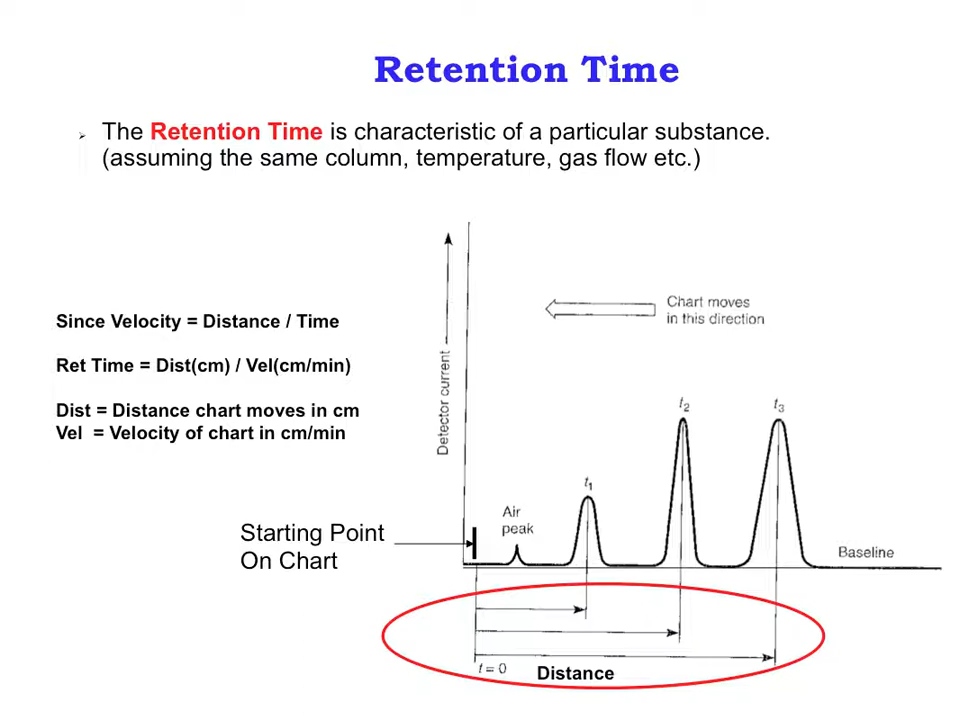 Retention Time
➢ The Retention Time is characteristic of a particular substance.
(assuming the same column, temperature, gas flow etc.)
Since Velocity = Distance / Time
Ret Time = Dist(cm) / Vel(cm/min)
Dist = Distance chart moves in cm
Vel = Velocity of chart in cm/min
Starting Point
On Chart
Detector current
Chart moves
in this direction
Air
peak
t1
t2
t3
Baseline
t = 0
Distance